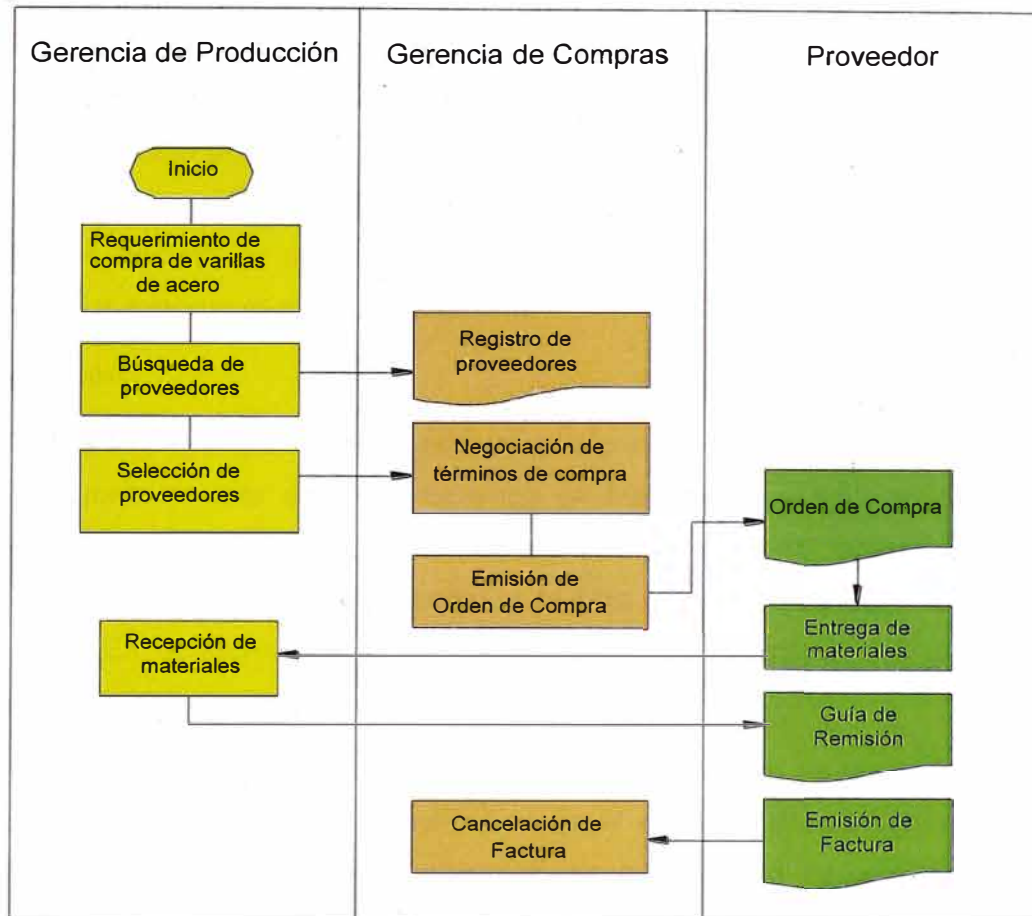 Gerencia de Producción
Gerencia de Compras
Proveedor
Inicio
Requerimiento de
compra de varillas
de acero
Búsqueda de
proveedores
Registro de
proveedores
Selección de
proveedores
Negociación de
términos de compra
Orden de Compra
Emisión de
Orden de Compra
Entrega de
materiales
Recepción de
materiales
Guía de
Remisión
Cancelación de
Factura
Emisión de
Factura